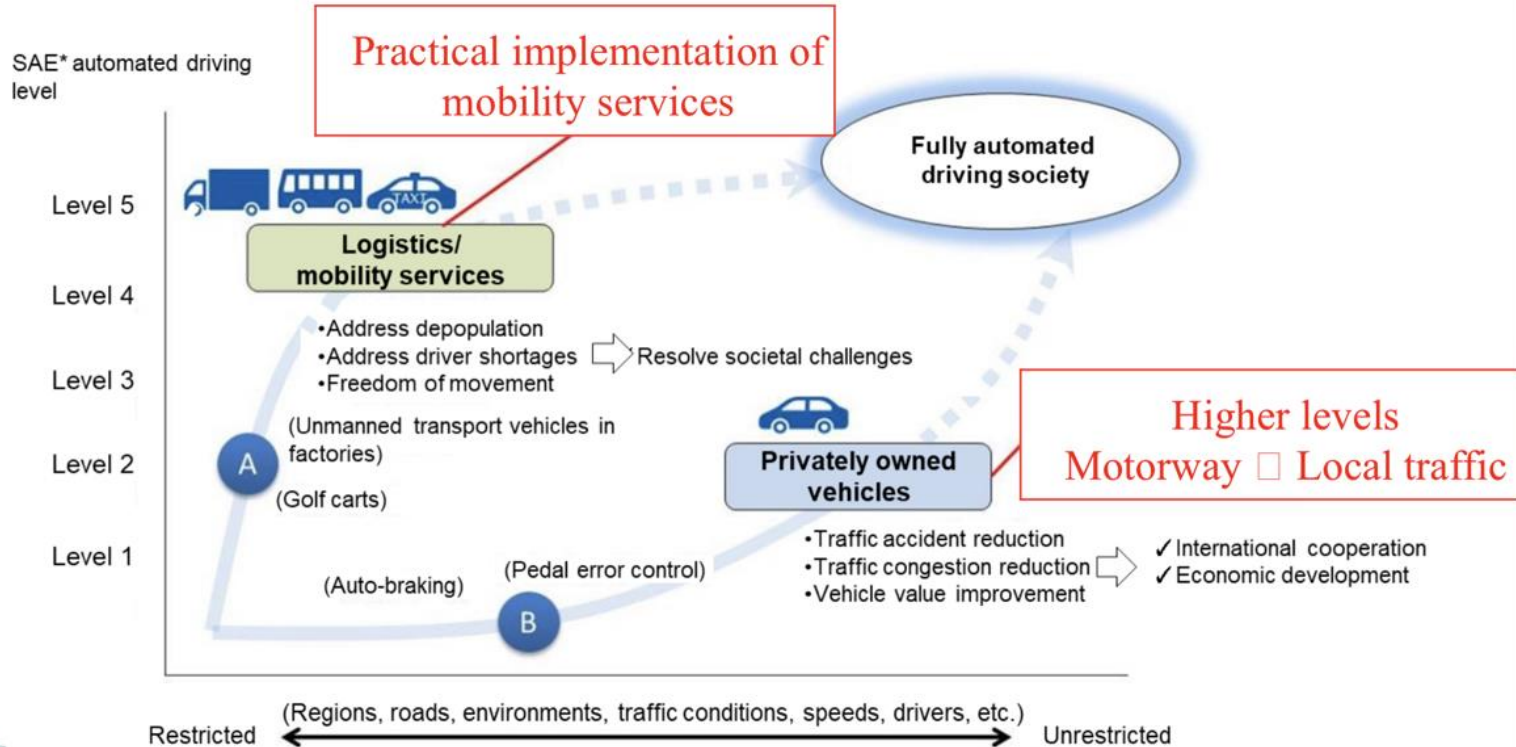 SAE* automated driving
level
Practical implementation of
mobility services
Fully automated
driving society
Level 5
TAXI
Logistics/
mobility services
Level 4
•Address depopulation
•Address driver shortages
•Freedom of movement
Resolve societal challenges
Level 3
(Unmanned transport vehicles in
factories)
A
Level 2
(Golf carts)
Privately owned
vehicles
Higher levels
Motorway □ Local traffic
Level 1
•Traffic accident reduction
•Traffic congestion reduction
•Vehicle value improvement
✓International cooperation
✓Economic development
(Auto-braking)
(Pedal error control)
B
(Regions, roads, environments, traffic conditions, speeds, drivers, etc.)
Restricted
Unrestricted